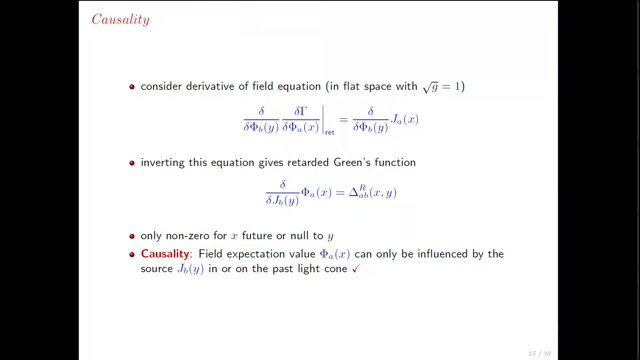 Causality
consider derivative of field equation (in flat space with √g = 1)
δ/δΦ_b(y) δΓ/δΦ_a(x) |_ret = δ/δΦ_b(y) J_a(x)
inverting this equation gives retarded Green's function
δ/δJ_b(y) Φ_a(x) = Δ^R_ab(x, y)
only non-zero for x future or null to y
Causality: Field expectation value Φ_a(x) can only be influenced by the
source J_b(y) in or on the past light cone ✓
15 / 30